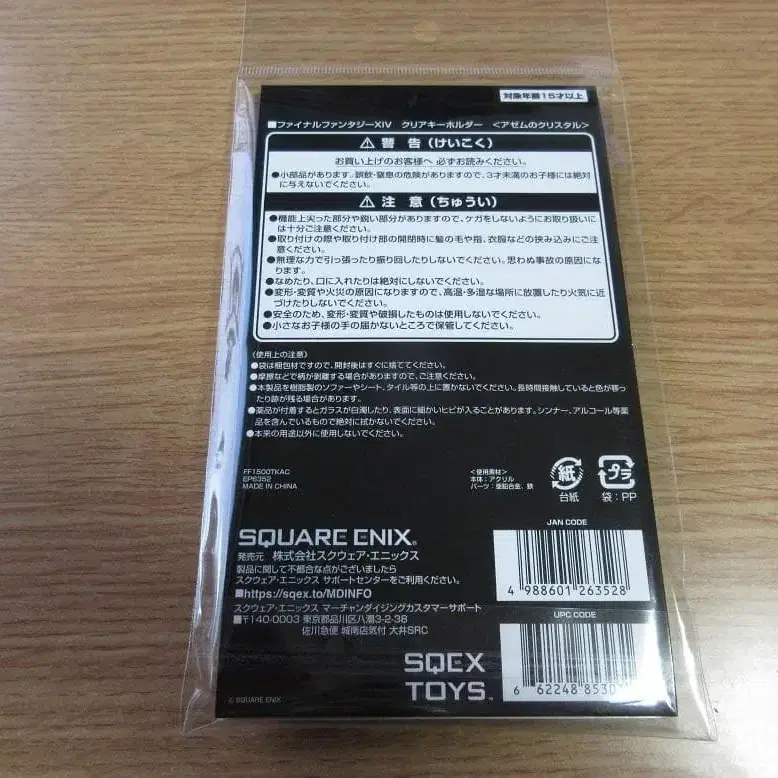 対象年齢15才以上
■ファイナルファンタジーXIV クリアキーホルダー <アゼムのクリスタル>
⚠ 警 告(けいこく)
お買い上げのお客様へ 必ずお読みください。
●小部品があります。誤飲・窒息の危険がありますので、3才未満のお子様には絶対
に与えないでください。
⚠ 注 意(ちゅうい)
●機能上尖った部分や鋭い部分がありますので、ケガをしないようにお取り扱いに
は十分ご注意ください。
●取り付けの際や取り付け部の開閉時に髪の毛や指、衣服などの挟み込みにご注
意ください。
●無理な力で引っ張ったり振り回したりしないでください。思わぬ事故の原因にな
ります。
●なめたり、口に入れたりは絶対にしないでください。
●変形・変質や火災の原因になりますので、高温・多湿な場所に放置したり火気に近
づけたりしないでください。
●安全のため、変形・変質や破損したものは使用しないでください。
●小さなお子様の手の届かないところで保管してください。
〈使用上の注意〉
●袋は梱包材ですので、開封後はすぐに捨ててください。
●摩擦などで柄が剥離する場合がありますので、ご注意ください。
●本製品を樹脂製のソファーやシート、タイル等の上に置かないでください。長時間接触していると色が移っ
たり跡が残る場合があります。
●薬品が付着するとガラスが白濁したり、表面に細かいヒビが入ることがあります。シンナー、アルコール等薬
品を含んでいるもので絶対に拭かないでください。
●本来の用途以外に使用しないでください。
FF1500TKAC
EP6352
MADE IN CHINA
<使用素材>
本体:アクリル
パーツ:亜鉛合金、鉄
紙
台紙
プラ
袋:PP
SQUARE ENIX®
発売元 株式会社スクウェア・エニックス
製品に関して不都合な点がございましたら
スクウェア・エニックス サポートセンターをご利用ください。
■https://sqex.to/MDINFO
スクウェア・エニックス マーチャンダイジングカスタマーサポート
■〒140-0003 東京都品川区八潮3-2-38
佐川急便 城南店気付 大井SRC
JAN CODE
4 988601 263528
UPC CODE
6 62248 8530
SQEX
TOYS™
© SQUARE ENIX